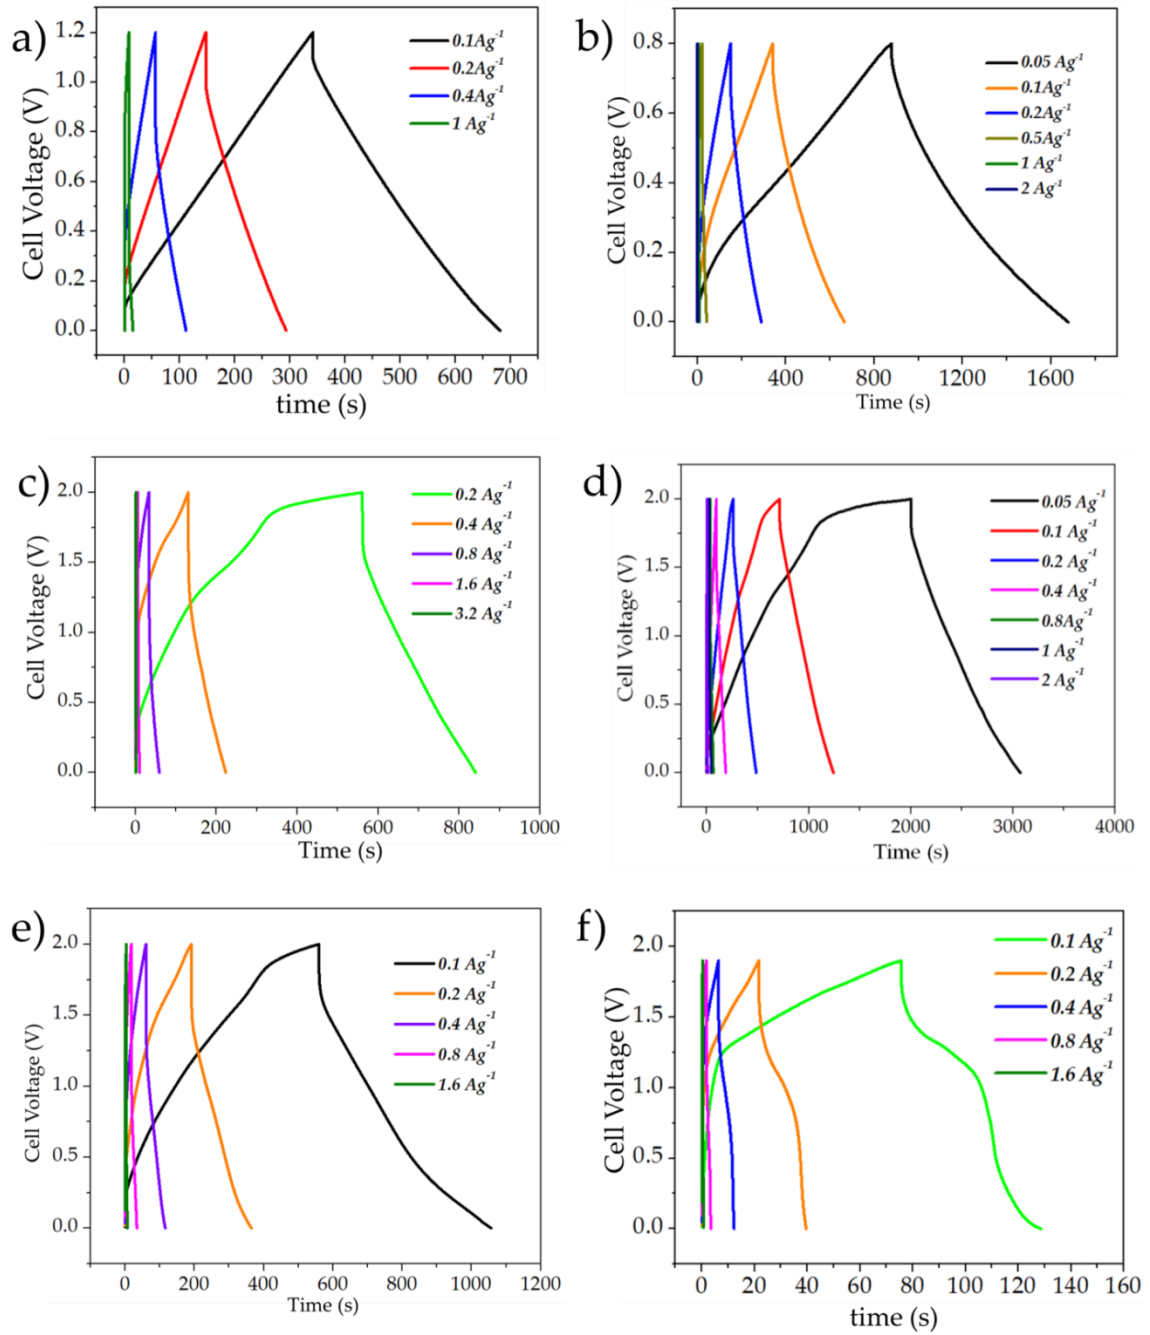 a)
1.2
1.0
0.8
0.6
0.4
0.2
0.0
Cell Voltage (V)
0.1Ag-1
0.2Ag-1
0.4Ag-1
1 Ag-1
0 100 200 300 400 500 600 700
time (s)
b)
0.8
0.6
0.4
0.2
0.0
Cell Voltage (V)
0.05 Ag-1
0.1Ag-1
0.2Ag-1
0.5Ag-1
1 Ag-1
2 Ag-1
0 400 800 1200 1600
Time (s)
c)
2.0
1.5
1.0
0.5
0.0
Cell Voltage (V)
0.2 Ag-1
0.4 Ag-1
0.8 Ag-1
1.6 Ag-1
3.2 Ag-1
0 200 400 600 800 1000
Time (s)
d)
2.0
1.5
1.0
0.5
0.0
Cell Voltage (V)
0.05 Ag-1
0.1 Ag-1
0.2 Ag-1
0.4 Ag-1
0.8Ag-1
1 Ag-1
2 Ag-1
0 1000 2000 3000 4000
Time (s)
e)
2.0
1.5
1.0
0.5
0.0
Cell Voltage (V)
0.1 Ag-1
0.2 Ag-1
0.4 Ag-1
0.8 Ag-1
1.6 Ag-1
0 200 400 600 800 1000 1200
Time (s)
f)
2.0
1.5
1.0
0.5
0.0
Cell Voltage (V)
0.1 Ag-1
0.2 Ag-1
0.4 Ag-1
0.8 Ag-1
1.6 Ag-1
0 20 40 60 80 100 120 140 160
time (s)